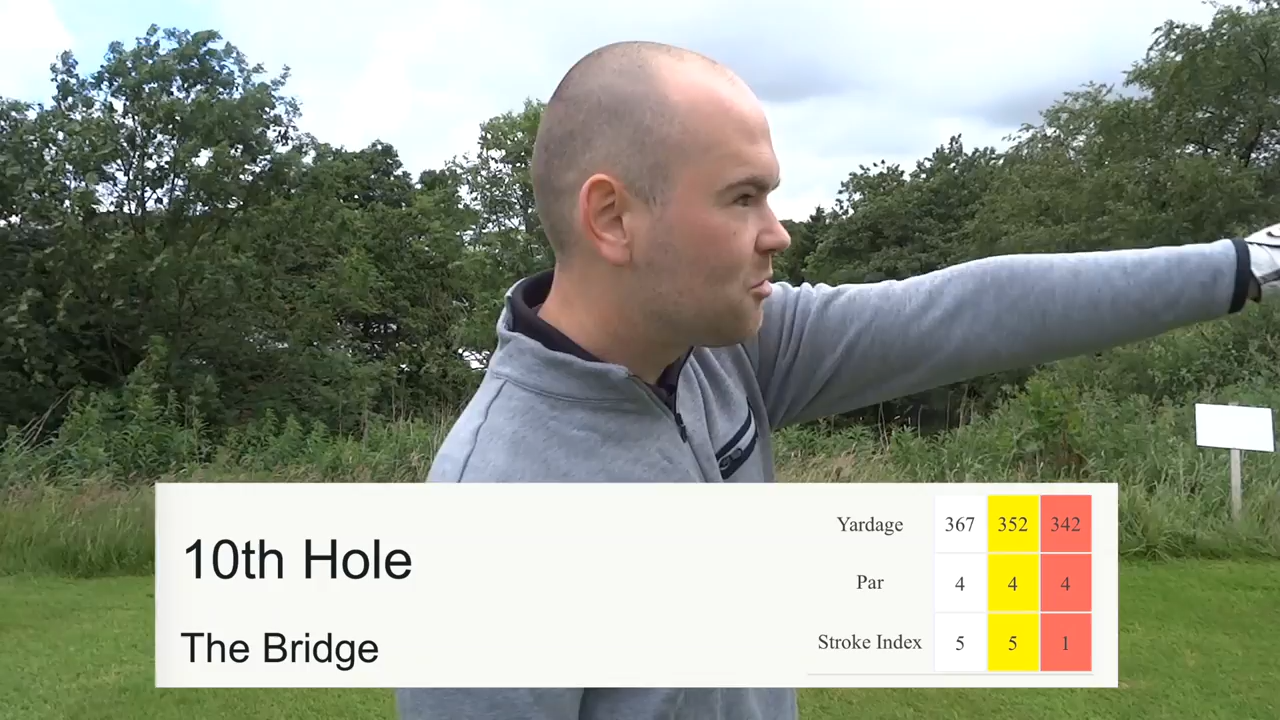 10th Hole
The Bridge
Yardage 367 352 342
Par 4 4 4
Stroke Index 5 5 1